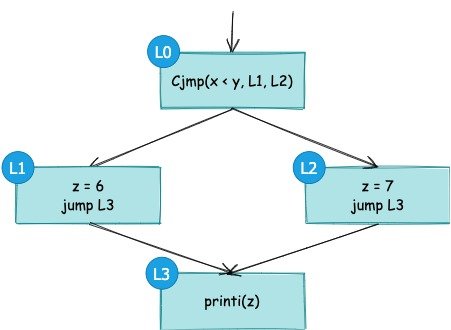 L0
Cjmp(x < y, L1, L2)
L1
z = 6
jump L3
L2
z = 7
jump L3
L3
printi(z)